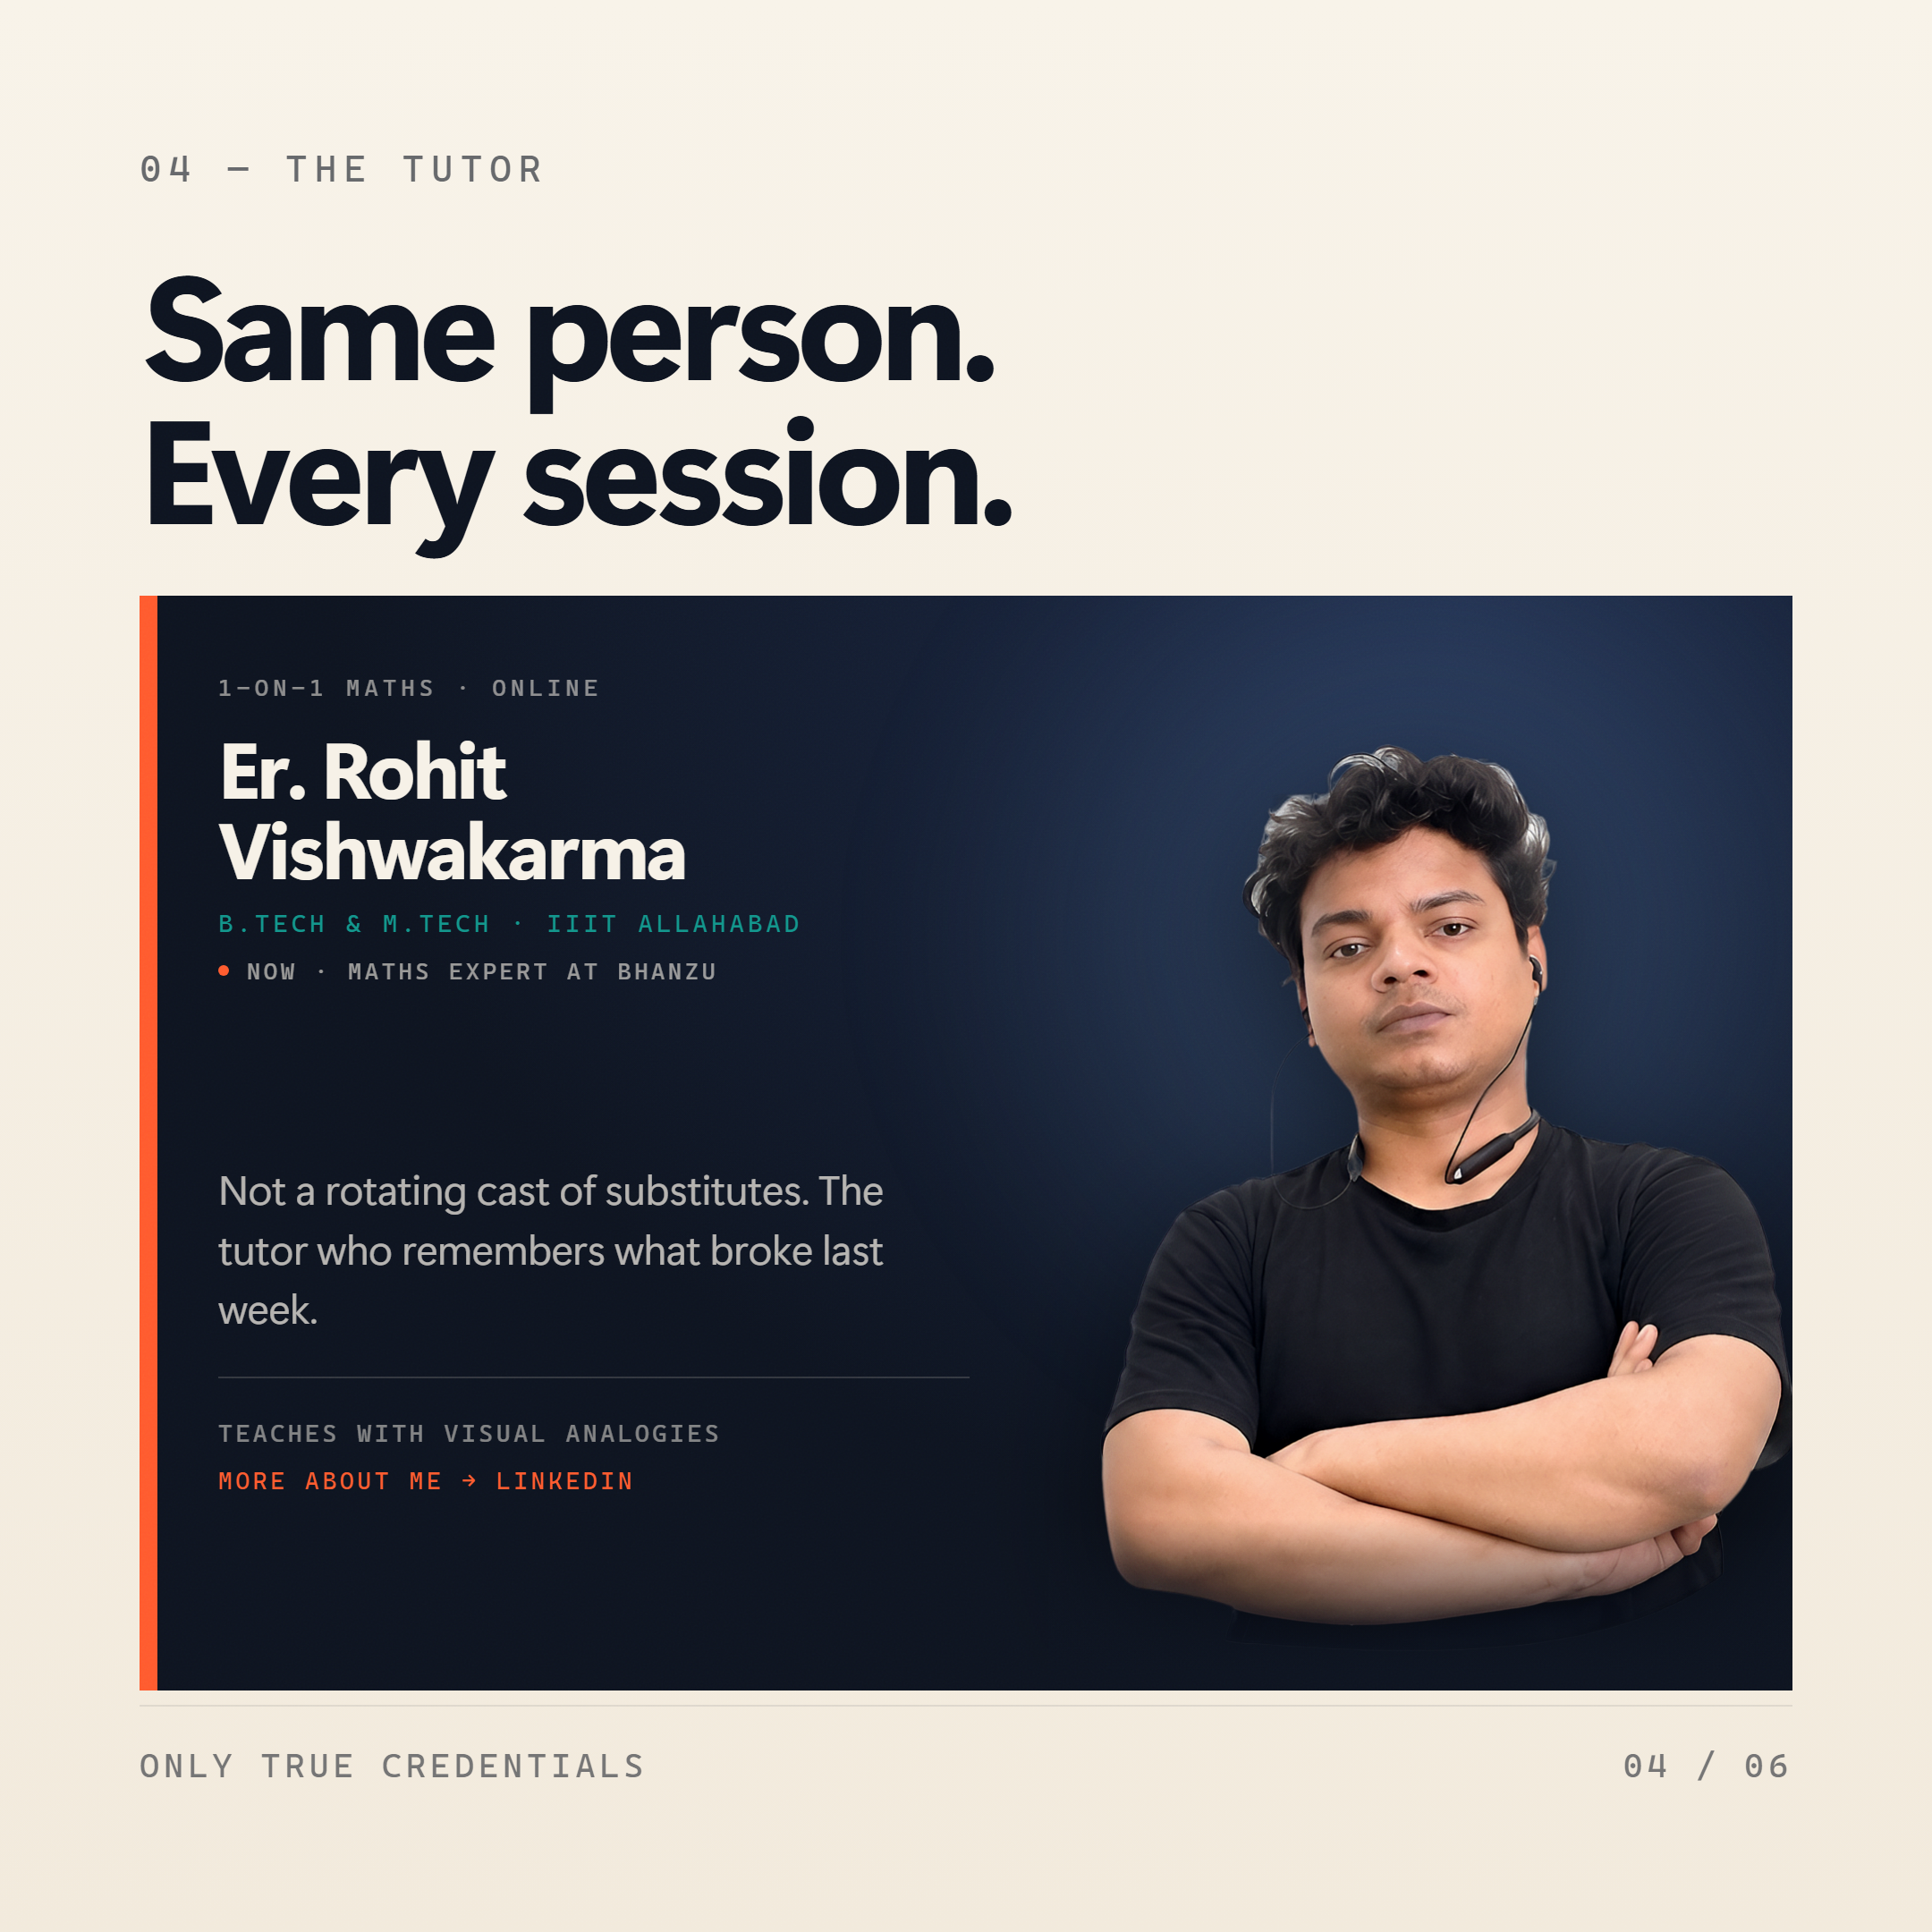 04 — THE TUTOR
Same person.
Every session.
1-ON-1 MATHS · ONLINE
Er. Rohit
Vishwakarma
B.TECH & M.TECH · IIIT ALLAHABAD
NOW · MATHS EXPERT AT BHANZU
Not a rotating cast of substitutes. The
tutor who remembers what broke last
week.
TEACHES WITH VISUAL ANALOGIES
MORE ABOUT ME → LINKEDIN
ONLY TRUE CREDENTIALS
04 / 06